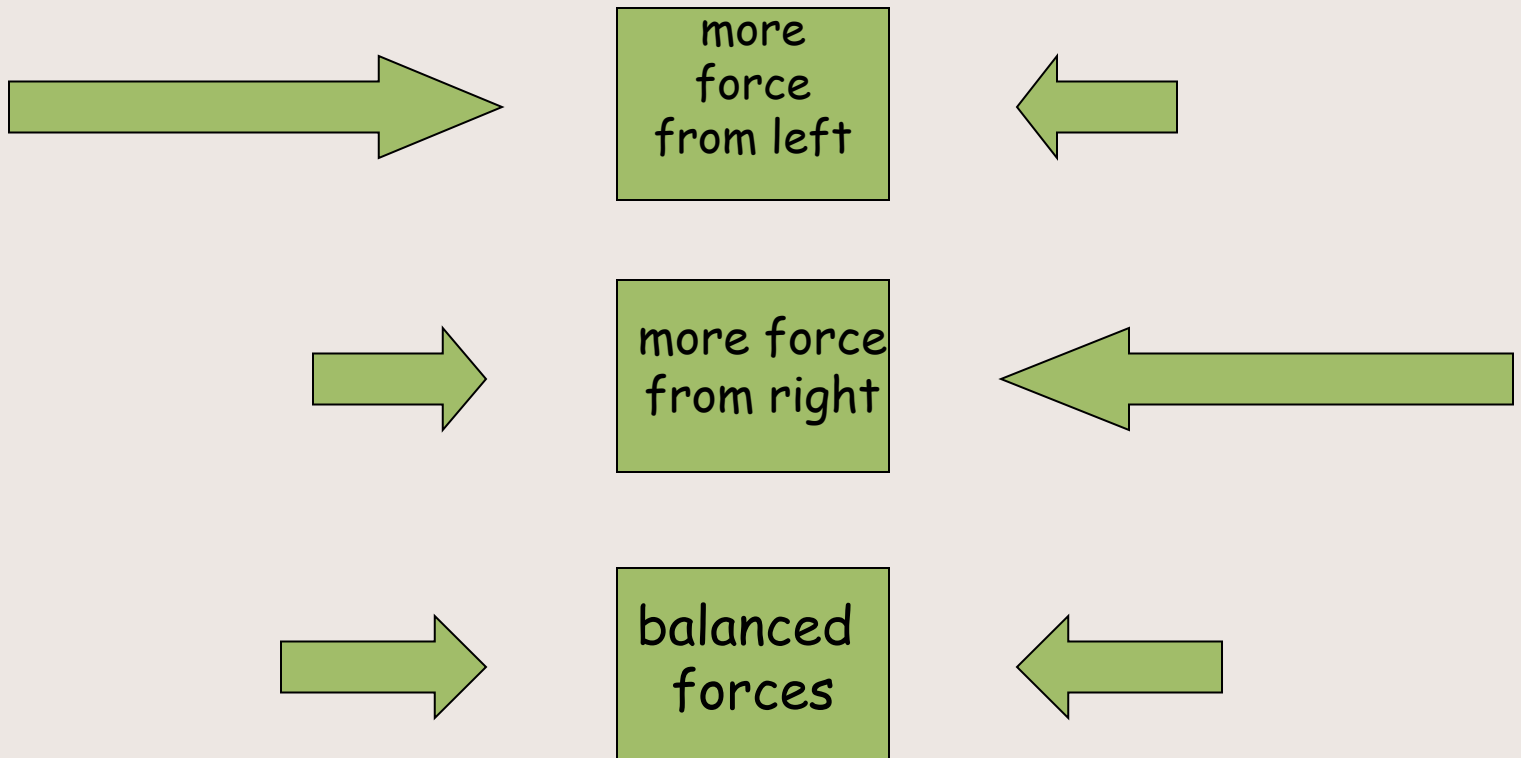 more
force
from left
more force
from right
balanced
forces